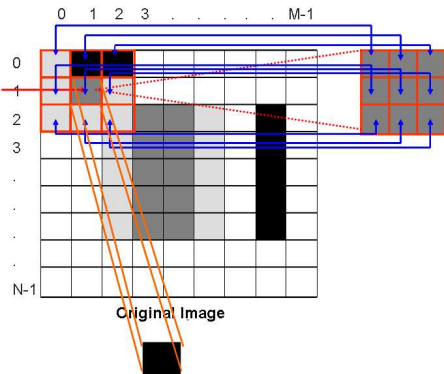 0 1 2 3 . . . . M-1
0
1
2
3
.
.
.
.
N-1
Original Image